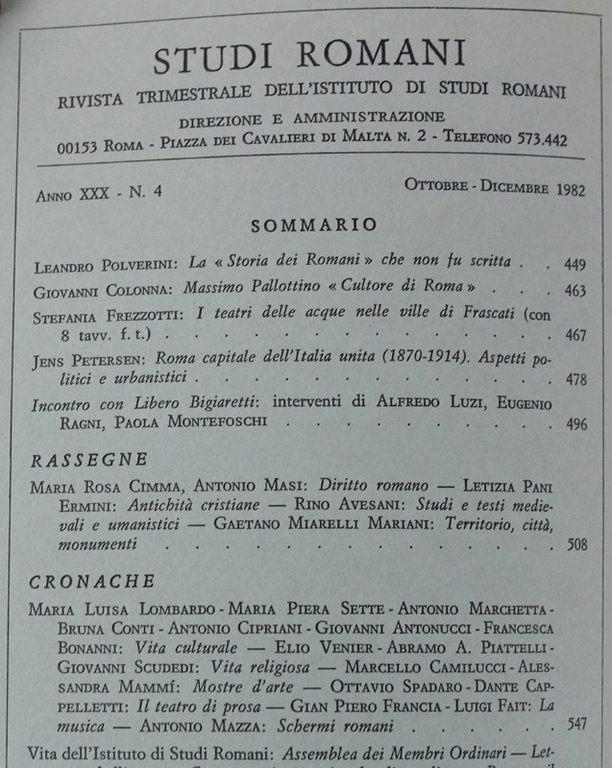 STUDI ROMANI
RIVISTA TRIMESTRALE DELL'ISTITUTO DI STUDI ROMANI
DIREZIONE E AMMINISTRAZIONE
00153 ROMA - PIAZZA DEI CAVALIERI DI MALTA N. 2 - TELEFONO 573.442
ANNO XXX - N. 4 OTTOBRE - DICEMBRE 1982
SOMMARIO
LEANDRO POLVERINI: La « Storia dei Romani » che non fu scritta . . 449
GIOVANNI COLONNA: Massimo Pallottino « Cultore di Roma » . . . 463
STEFANIA FREZZOTTI: I teatri delle acque nelle ville di Frascati (con
8 tavv. f. t.) . . . . . . . . . . . . . 467
JENS PETERSEN: Roma capitale dell'Italia unita (1870-1914). Aspetti po-
litici e urbanistici . . . . . . . . . . . . 478
Incontro con Libero Bigiaretti: interventi di ALFREDO LUZI, EUGENIO
RAGNI, PAOLA MONTEFOSCHI . . . . . . . . . 496
RASSEGNE
MARIA ROSA CIMMA, ANTONIO MASI: Diritto romano — LETIZIA PANI
ERMINI: Antichità cristiane — RINO AVESANI: Studi e testi medie-
vali e umanistici — GAETANO MIARELLI MARIANI: Territorio, città,
monumenti . . . . . . . . . . . . . . 508
CRONACHE
MARIA LUISA LOMBARDO - MARIA PIERA SETTE - ANTONIO MARCHETTA -
BRUNA CONTI - ANTONIO CIPRIANI - GIOVANNI ANTONUCCI - FRANCESCA
BONANNI: Vita culturale — ELIO VENIER - ABRAMO A. PIATTELLI -
GIOVANNI SCUDEDI: Vita religiosa — MARCELLO CAMILUCCI - ALES-
SANDRA MAMMÍ: Mostre d'arte — OTTAVIO SPADARO - DANTE CAP-
PELLETTI: Il teatro di prosa — GIAN PIERO FRANCIA - LUIGI FAIT: La
musica — ANTONIO MAZZA: Schermi romani . . . . . . 547
Vita dell'Istituto di Studi Romani: Assemblea dei Membri Ordinari — Let-